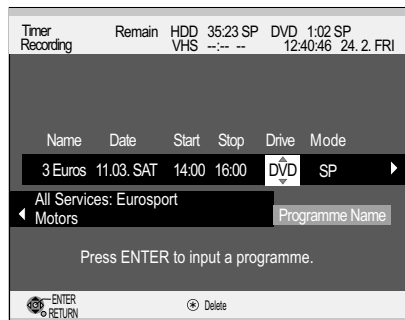 Timer Recording Remain HDD 35:23 SP DVD 1:02 SP
VHS --:-- -- 12:40:46 24. 2. FRI
Name Date Start Stop Drive Mode
3 Euros 11.03. SAT 14:00 16:00 DVD SP
All Services: Eurosport
Motors
Programme Name
Press ENTER to input a programme.
ENTER
RETURN
Delete